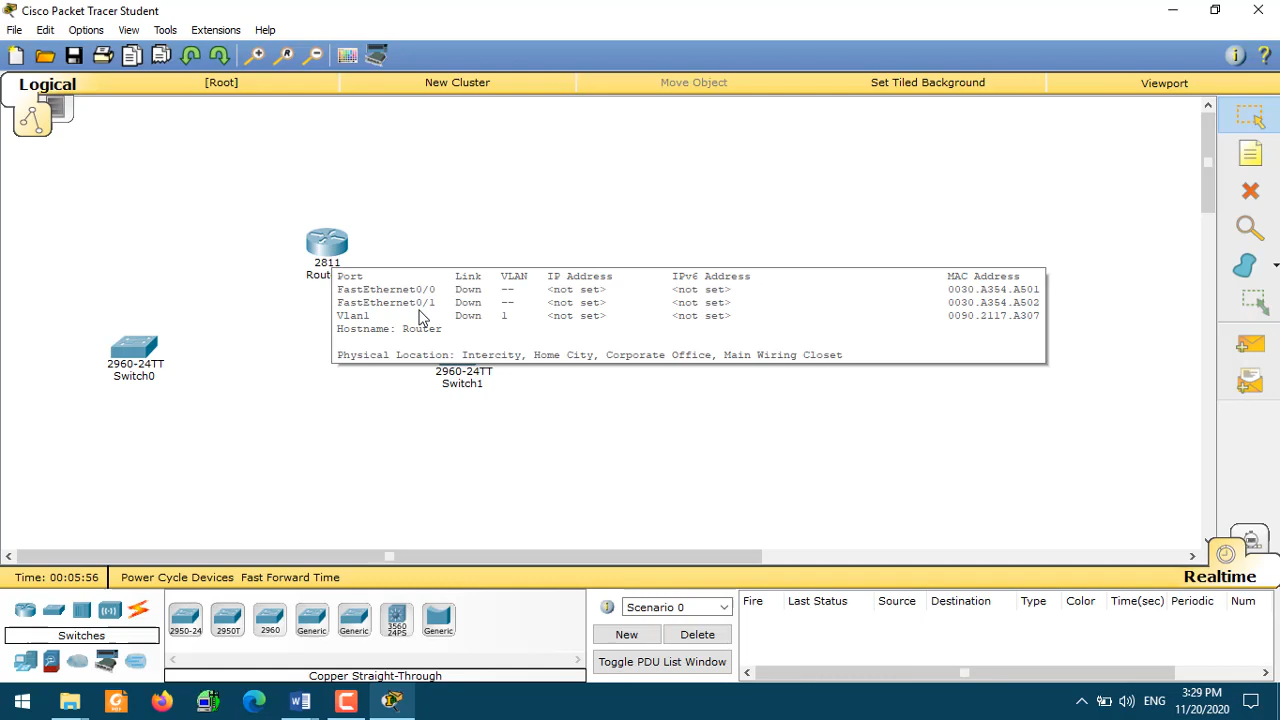 Cisco Packet Tracer Student
File Edit Options View Tools Extensions Help
Logical [Root] New Cluster Move Object Set Tiled Background Viewport
2811
Rout
Port Link VLAN IP Address IPv6 Address MAC Address
FastEthernet0/0 Down -- <not set> <not set> 0030.A354.A501
FastEthernet0/1 Down -- <not set> <not set> 0030.A354.A502
Vlan1 Down 1 <not set> <not set> 0090.2117.A307
Hostname: Router
Physical Location: Intercity, Home City, Corporate Office, Main Wiring Closet
2960-24TT
Switch0
2960-24TT
Switch1
Time: 00:05:56 Power Cycle Devices Fast Forward Time Realtime
Switches
2950-24 2950T 2960 Generic Generic 3560 24PS Generic
Copper Straight-Through
Scenario 0
New Delete
Toggle PDU List Window
Fire Last Status Source Destination Type Color Time(sec) Periodic Num
ENG
3:29 PM
11/20/2020